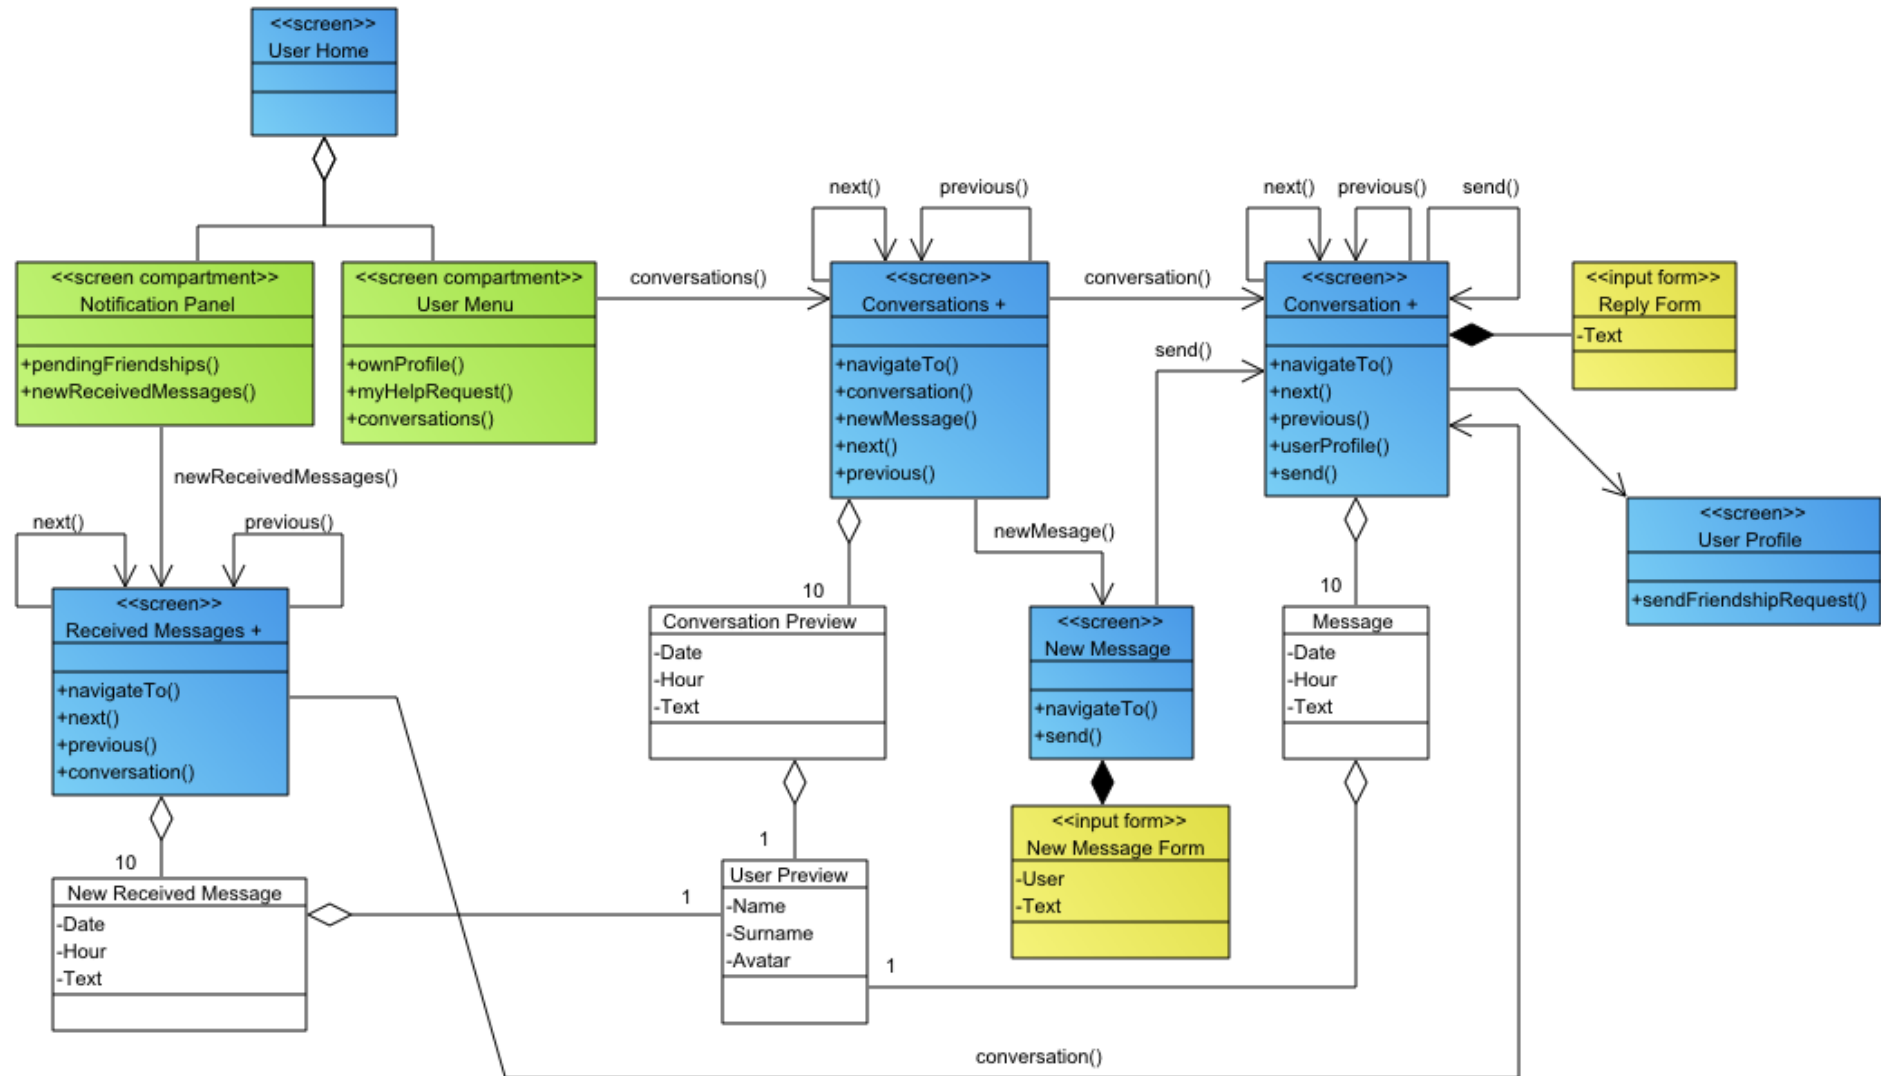 <<screen>>
User Home
<<screen compartment>>
Notification Panel
+pendingFriendships()
+newReceivedMessages()
<<screen compartment>>
User Menu
+ownProfile()
+myHelpRequest()
+conversations()
conversations()
next()
previous()
<<screen>>
Conversations +
+navigateTo()
+conversation()
+newMessage()
+next()
+previous()
conversation()
next()
previous()
send()
<<screen>>
Conversation +
+navigateTo()
+next()
+previous()
+userProfile()
+send()
<<input form>>
Reply Form
-Text
send()
newReceivedMessages()
next()
previous()
<<screen>>
Received Messages +
+navigateTo()
+next()
+previous()
+conversation()
newMesage()
10
Conversation Preview
-Date
-Hour
-Text
<<screen>>
New Message
+navigateTo()
+send()
10
Message
-Date
-Hour
-Text
<<screen>>
User Profile
+sendFriendshipRequest()
10
New Received Message
-Date
-Hour
-Text
1
1
User Preview
-Name
-Surname
-Avatar
1
<<input form>>
New Message Form
-User
-Text
conversation()